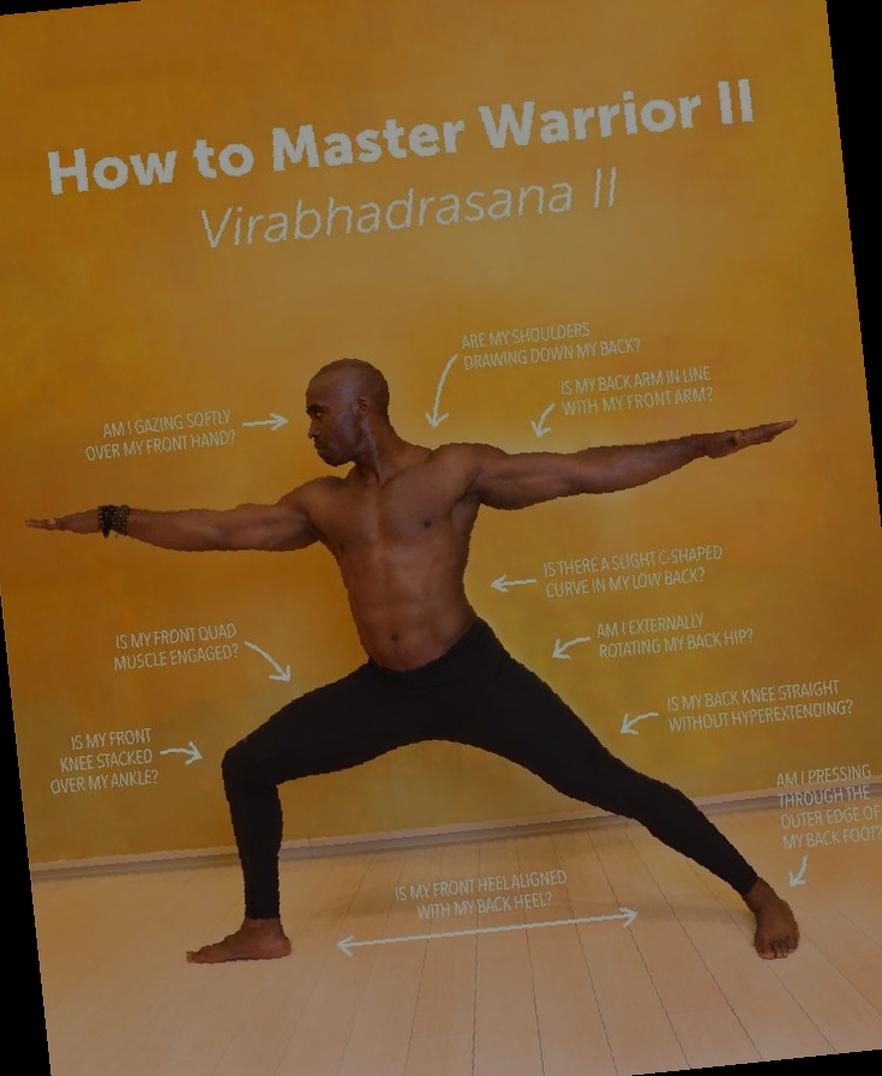 How to Master Warrior II
Virabhadrasana II
ARE MY SHOULDERS
DRAWING DOWN MY BACK?
IS MY BACK ARM IN LINE
WITH MY FRONT ARM?
AM I GAZING SOFTLY
OVER MY FRONT HAND?
IS THERE A SLIGHT C-SHAPED
CURVE IN MY LOW BACK?
IS MY FRONT QUAD
MUSCLE ENGAGED?
AM I EXTERNALLY
ROTATING MY BACK HIP?
IS MY BACK KNEE STRAIGHT
WITHOUT HYPEREXTENDING?
IS MY FRONT
KNEE STACKED
OVER MY ANKLE?
AM I PRESSING
THROUGH THE
OUTER EDGE OF
MY BACK FOOT?
IS MY FRONT HEEL ALIGNED
WITH MY BACK HEEL?